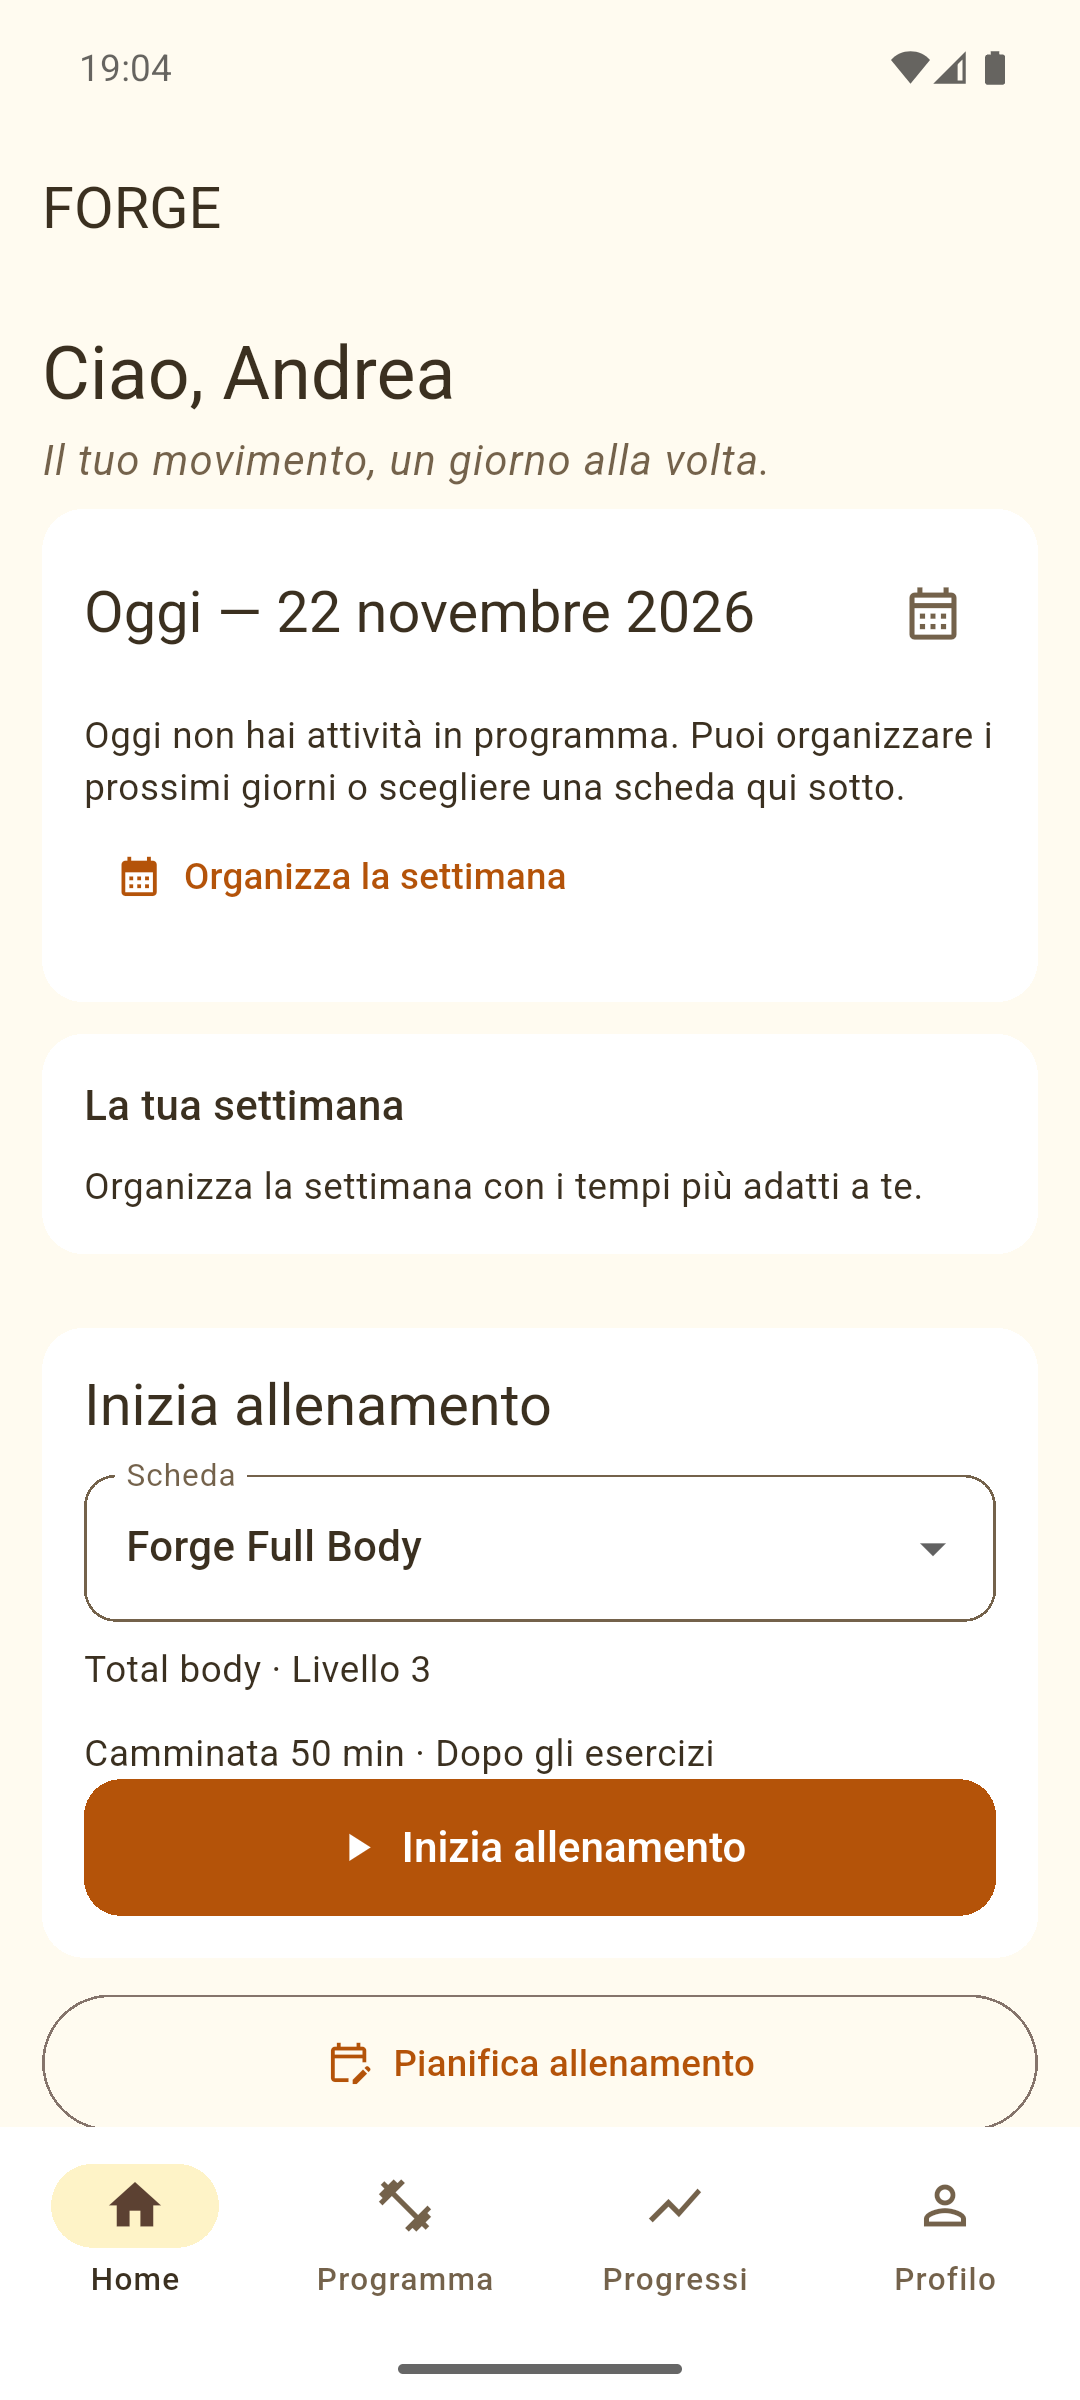 19:04
FORGE
Ciao, Andrea
Il tuo movimento, un giorno alla volta.
Oggi — 22 novembre 2026
Oggi non hai attività in programma. Puoi organizzare i
prossimi giorni o scegliere una scheda qui sotto.
Organizza la settimana
La tua settimana
Organizza la settimana con i tempi più adatti a te.
Inizia allenamento
Scheda
Forge Full Body
Total body · Livello 3
Camminata 50 min · Dopo gli esercizi
Inizia allenamento
Pianifica allenamento
Home Programma Progressi Profilo